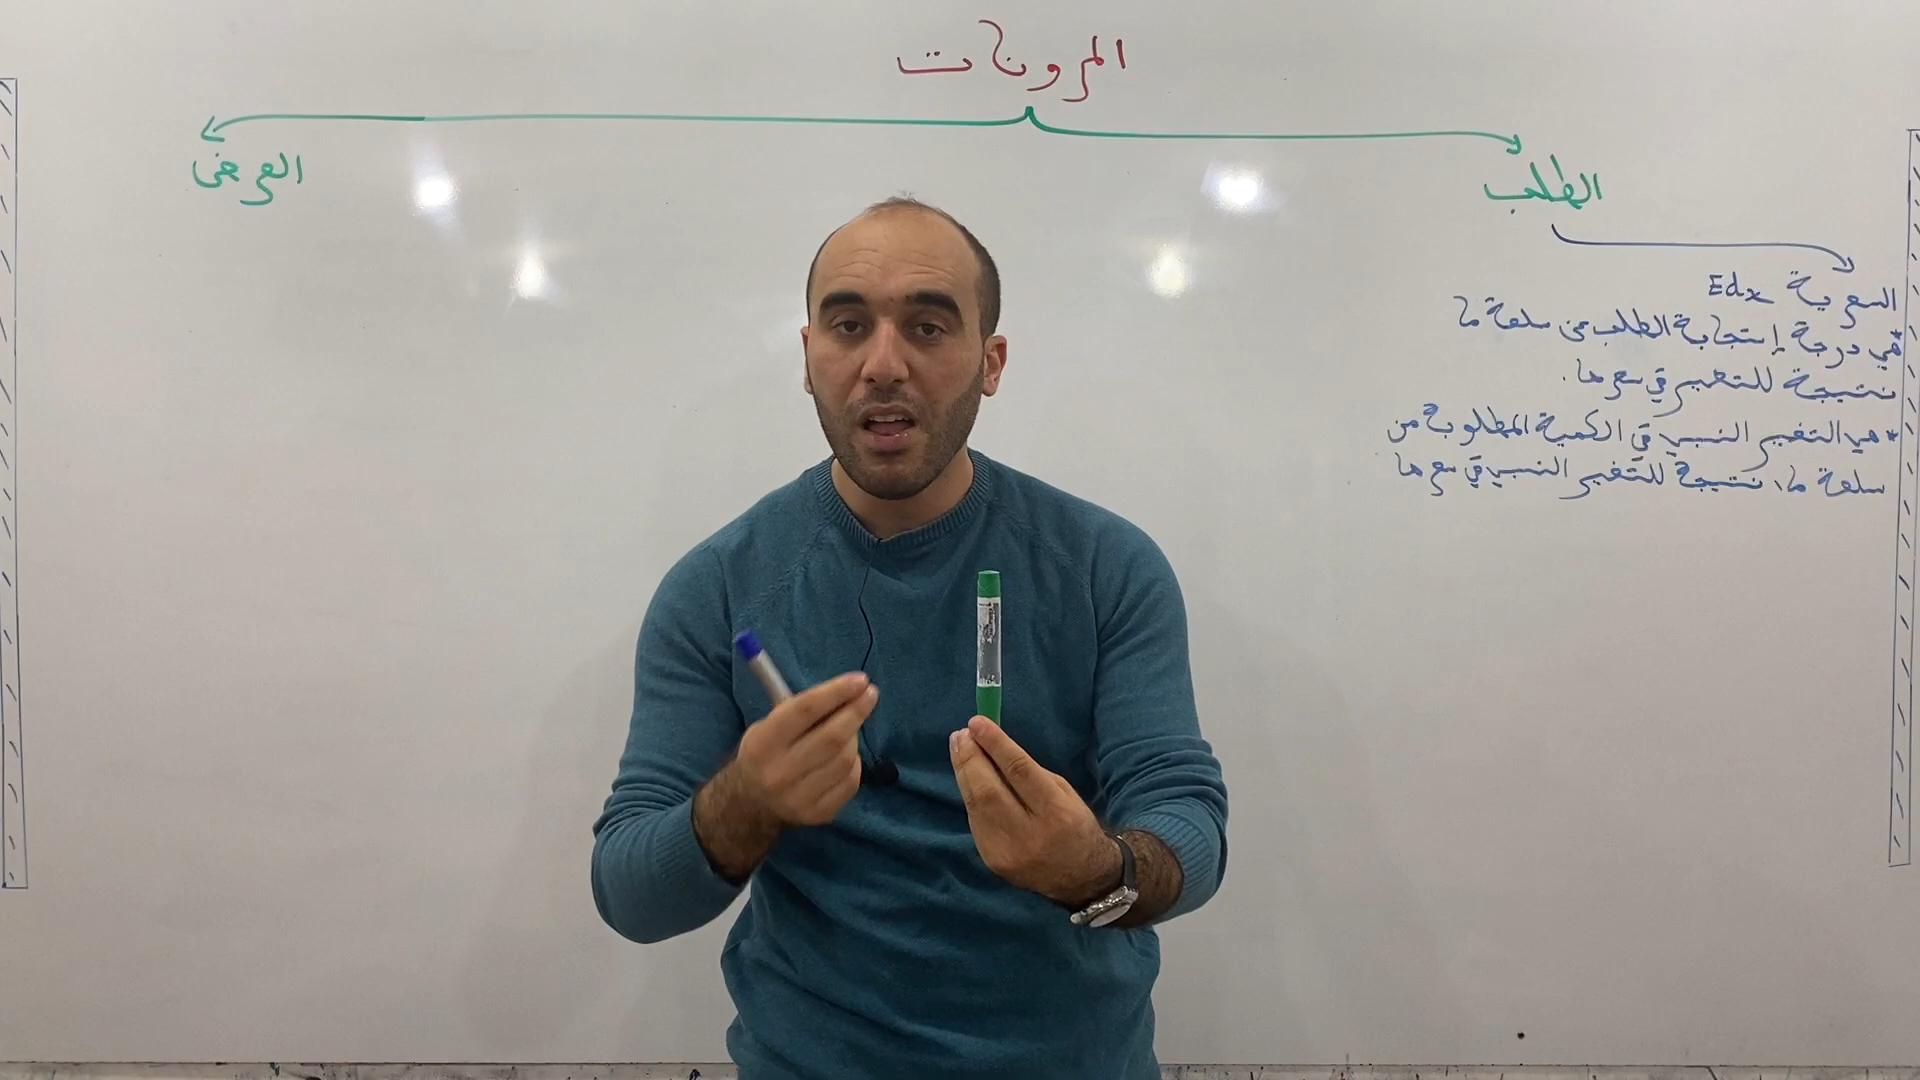 المرونات
الطلب
العرض
السعرية Edx
* هي درجة إستجابة الطلب من سلعة ما
نتيجة للتغير في سعرها.
* هي التغير النسبي في الكمية المطلوبة من
سلعة ما، نتيجة للتغير النسبي في سعرها